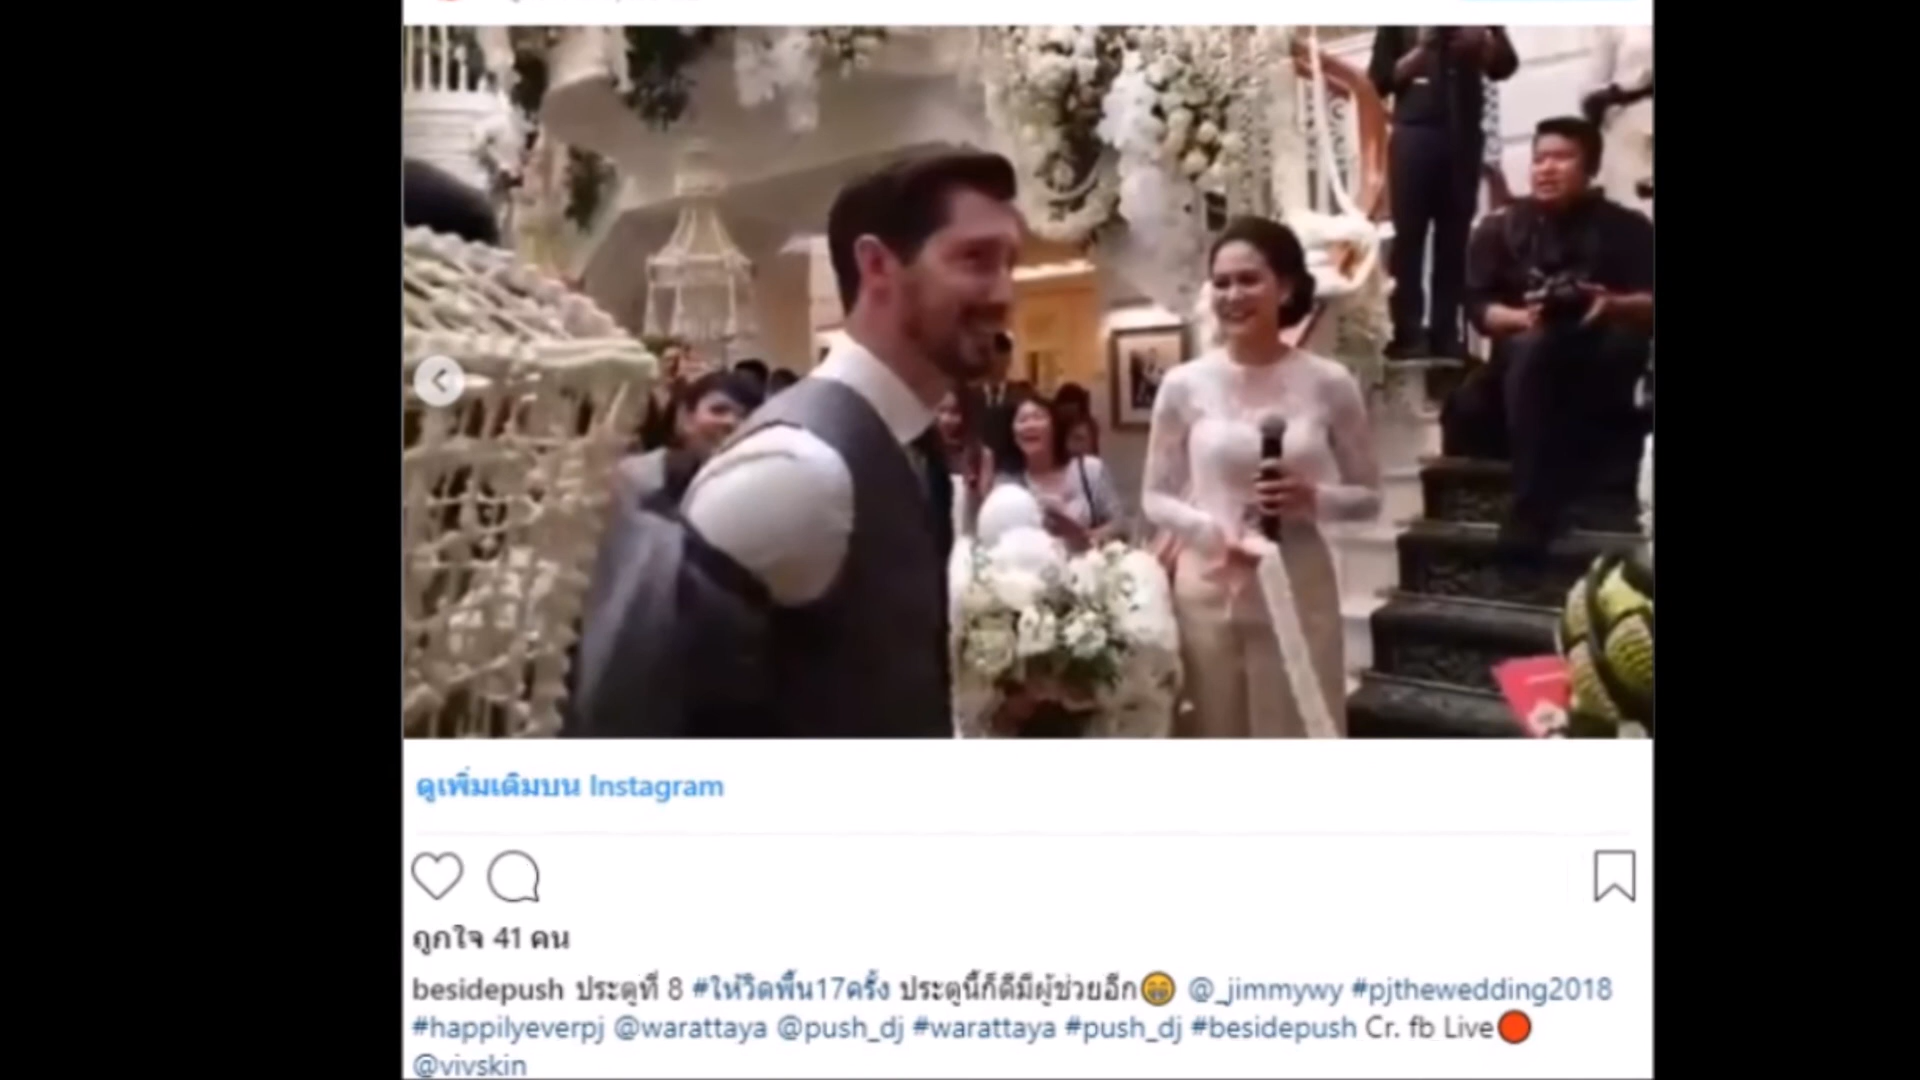 ดูเพิ่มเติมบน Instagram
ถูกใจ 41 คน
besidepush ประตูที่ 8 #ให้วิดพื้น17ครั้ง ประตูนี้ก็ดีมีผู้ช่วยอีก😁 @_jimmywy #pjthewedding2018
#happilyeverpj @warattaya @push_dj #warattaya #push_dj #besidepush Cr. fb Live🔴
@vivskin